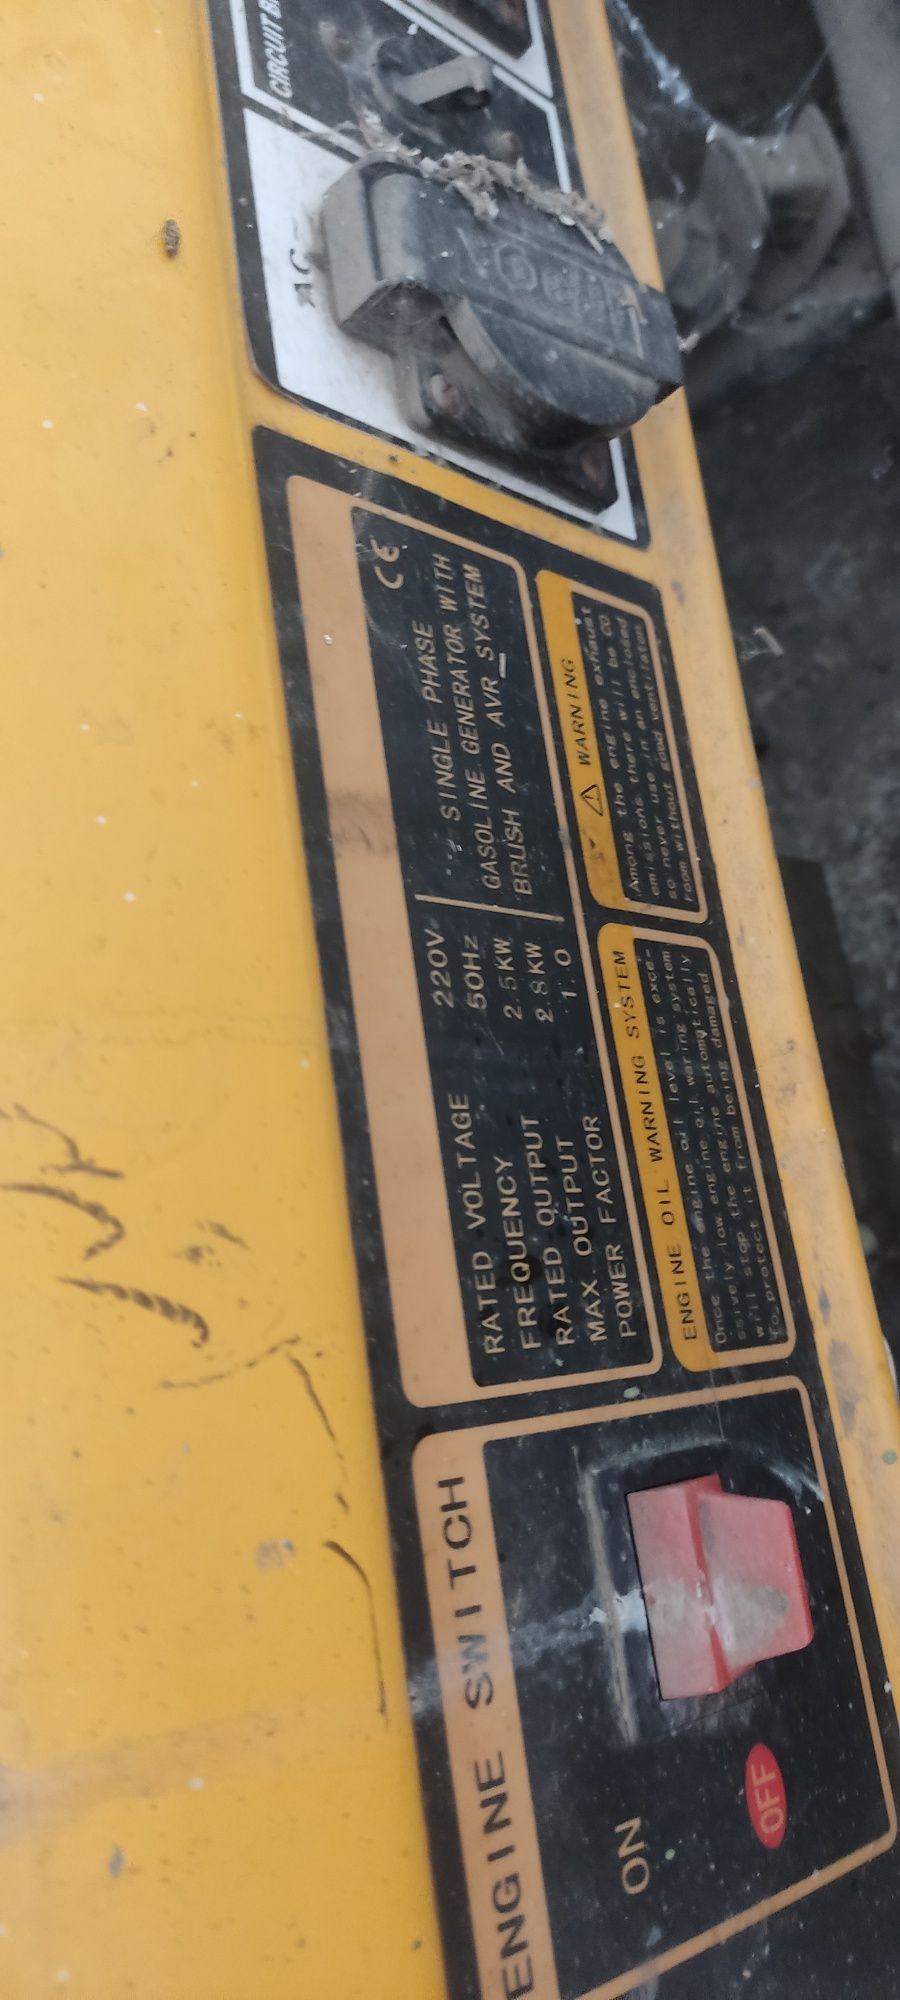 ENGINE SWITCH
ON
OFF
RATED VOLTAGE 220V
FREQUENCY 50Hz
RATED OUTPUT 2.5KW
MAX OUTPUT 2.8KW
POWER FACTOR 1.0
CE
SINGLE PHASE
GASOLINE GENERATOR WITH
BRUSH AND AVR SYSTEM
ENGINE OIL WARNING SYSTEM
Once the engine oil level is exce-
ssively low engine oil waring system
will stop the engine automatically
To protect it from being damaged.
WARNING
Among the engine exhaust
emissions there will be CO
so never use in an enclosed
room without good ventilation
AC
CIRCUIT